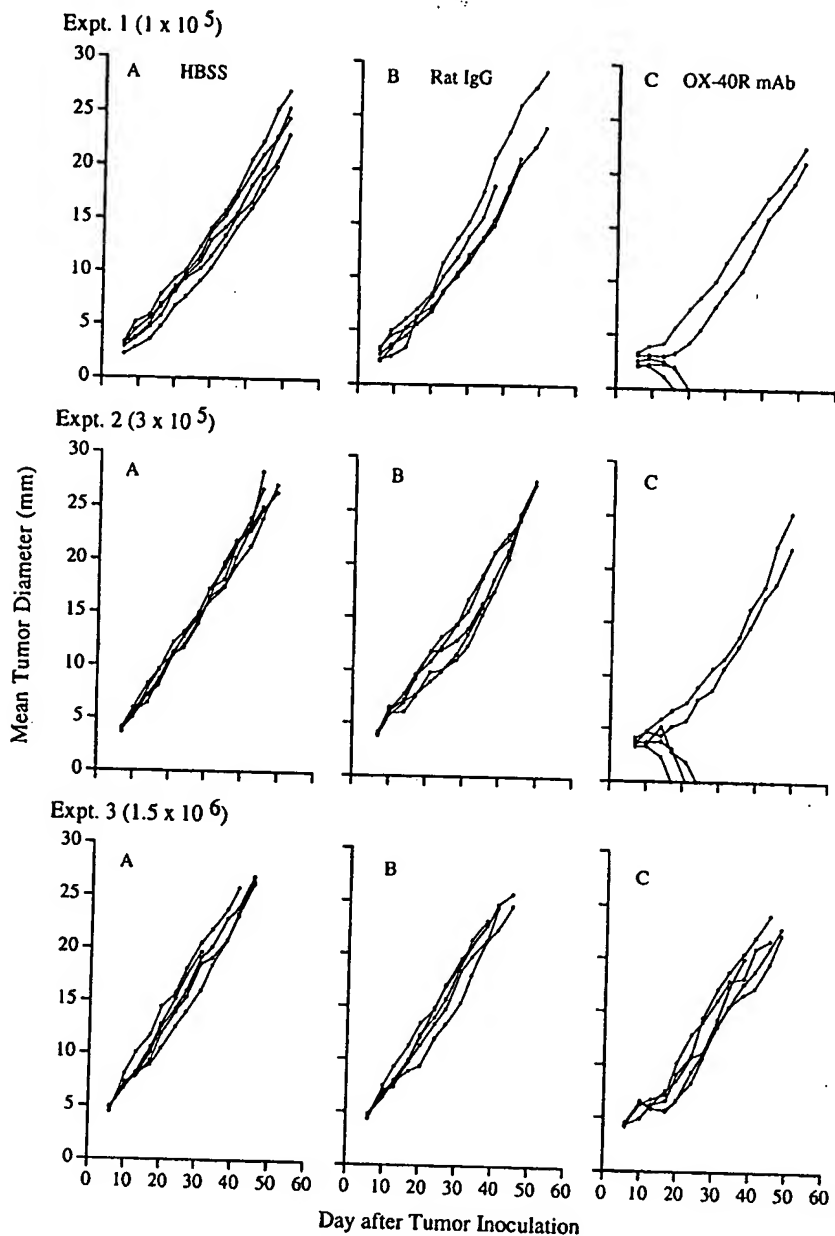 Expt. 1 (1 x 10 5)
A HBSS
B Rat IgG
C OX-40R mAb
30
25
20
15
10
5
0
Expt. 2 (3 x 10 5)
A
B
C
30
25
20
15
10
5
0
Mean Tumor Diameter (mm)
Expt. 3 (1.5 x 10 6)
A
B
C
30
25
20
15
10
5
0
0 10 20 30 40 50 60
0 10 20 30 40 50 60
0 10 20 30 40 50 60
Day after Tumor Inoculation